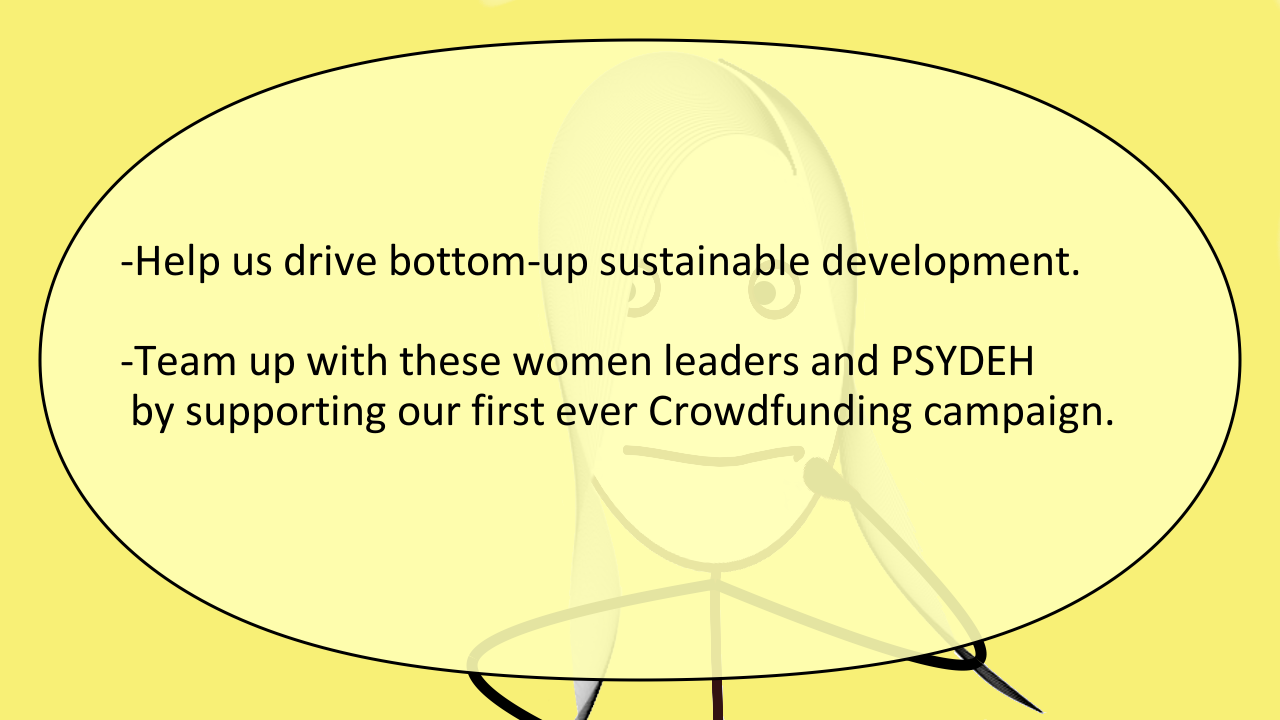 -Help us drive bottom-up sustainable development.
-Team up with these women leaders and PSYDEH
by supporting our first ever Crowdfunding campaign.